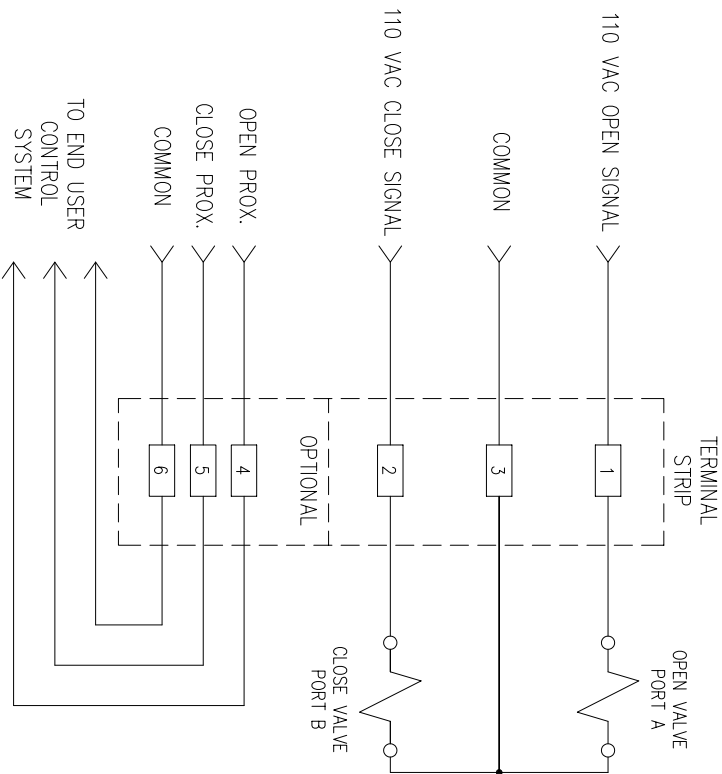 TERMINAL
STRIP
110 VAC OPEN SIGNAL
1
OPEN VALVE
PORT A
COMMON
3
110 VAC CLOSE SIGNAL
2
CLOSE VALVE
PORT B
OPTIONAL
OPEN PROX.
4
CLOSE PROX.
5
COMMON
6
TO END USER
CONTROL
SYSTEM